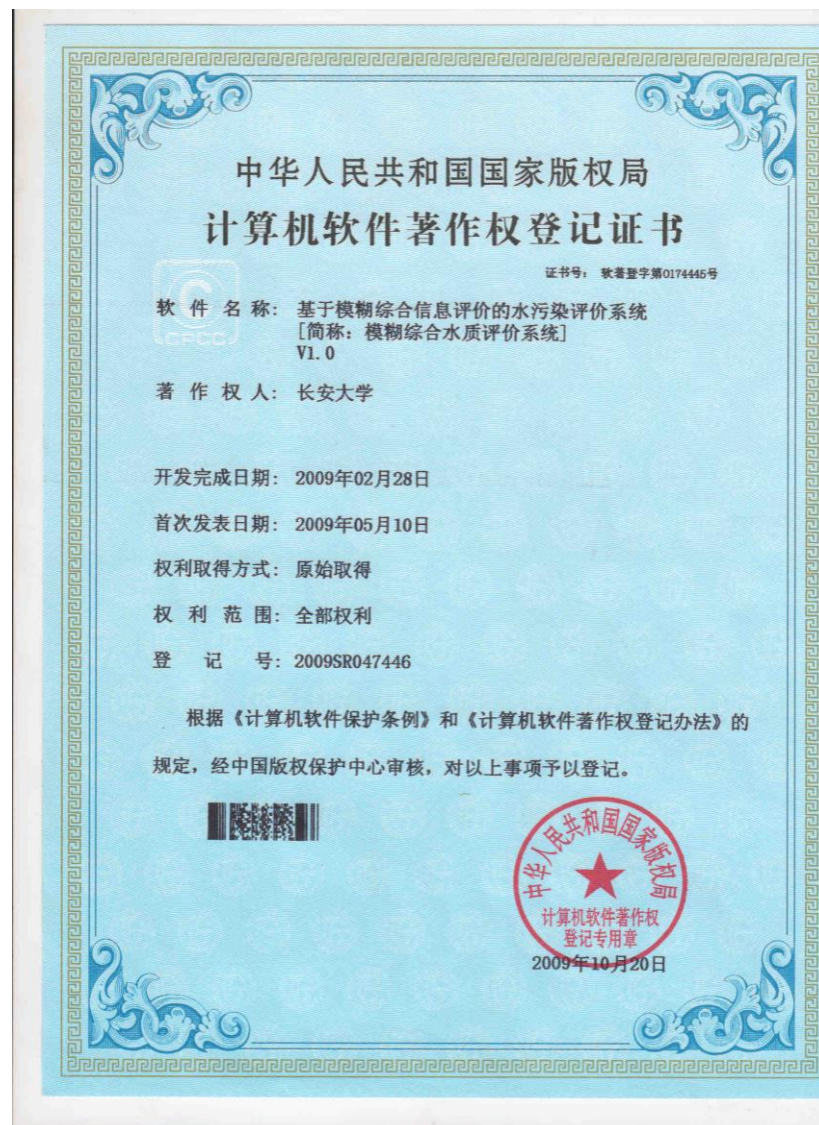 中华人民共和国国家版权局
计算机软件著作权登记证书
证书号: 软著登字第0174445号
CPCC
软件名称: 基于模糊综合信息评价的水污染评价系统
[简称: 模糊综合水质评价系统]
V1.0
著作权人: 长安大学
开发完成日期: 2009年02月28日
首次发表日期: 2009年05月10日
权利取得方式: 原始取得
权利范围: 全部权利
登记号: 2009SR047446
根据《计算机软件保护条例》和《计算机软件著作权登记办法》的
规定，经中国版权保护中心审核，对以上事项予以登记。
中华人民共和国国家版权局
计算机软件著作权
登记专用章
2009年10月20日